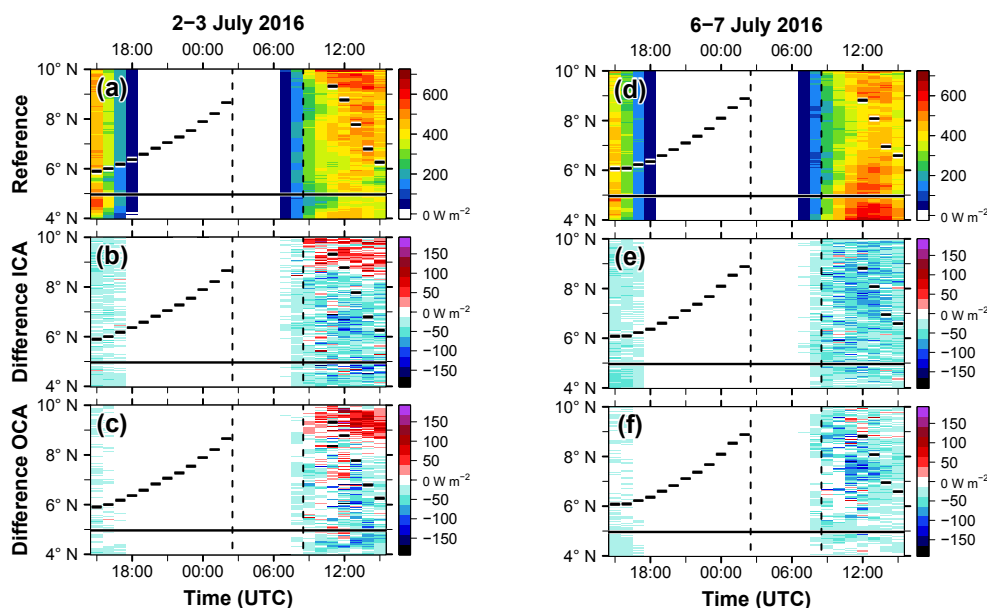 2−3 July 2016
6−7 July 2016
18:00 00:00 06:00 12:00
18:00 00:00 06:00 12:00
Reference
10° N
8° N
6° N
4° N
(a)
600
400
200
0 W m−2
10° N
8° N
6° N
4° N
(d)
600
400
200
0 W m−2
Difference ICA
10° N
8° N
6° N
4° N
(b)
150
100
50
0 W m−2
−50
−100
−150
10° N
8° N
6° N
4° N
(e)
150
100
50
0 W m−2
−50
−100
−150
Difference OCA
10° N
8° N
6° N
4° N
(c)
150
100
50
0 W m−2
−50
−100
−150
10° N
8° N
6° N
4° N
(f)
150
100
50
0 W m−2
−50
−100
−150
18:00 00:00 06:00 12:00
18:00 00:00 06:00 12:00
Time (UTC)
Time (UTC)